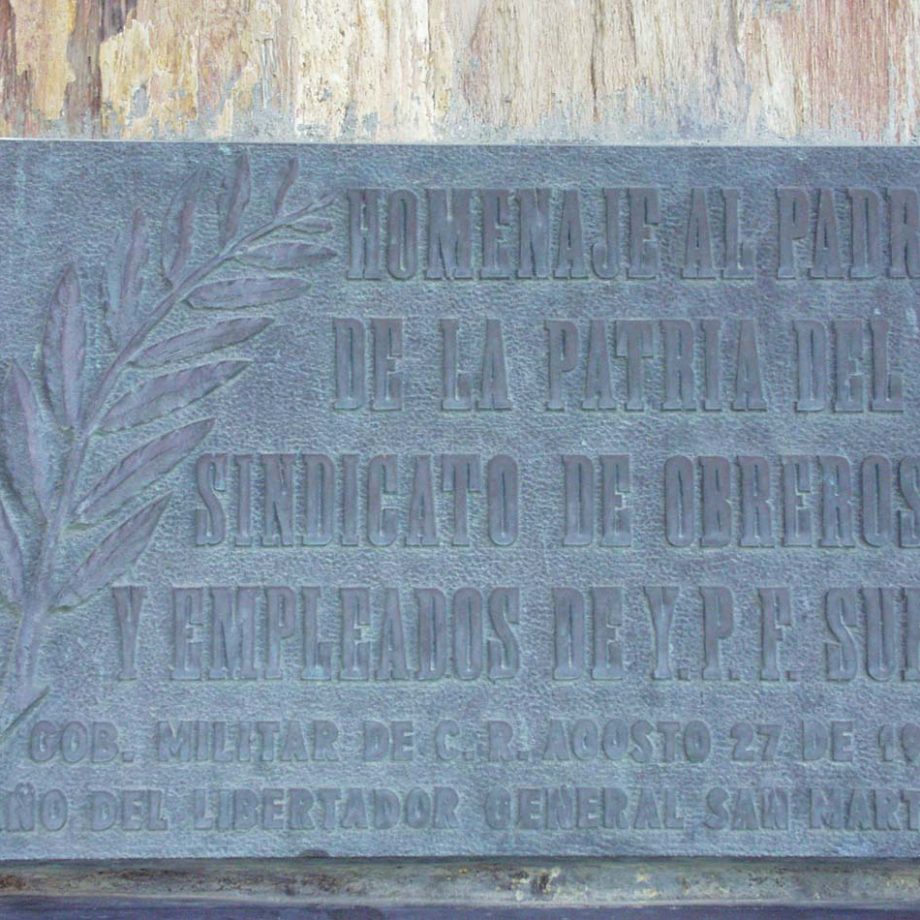 HOMENAJE AL PADR
DE LA PATRIA DEL
SINDICATO DE OBREROS
Y EMPLEADOS DE Y.P.F. SU
GOB. MILITAR DE C.R. AGOSTO 27 DE 19
AÑO DEL LIBERTADOR GENERAL SAN MART